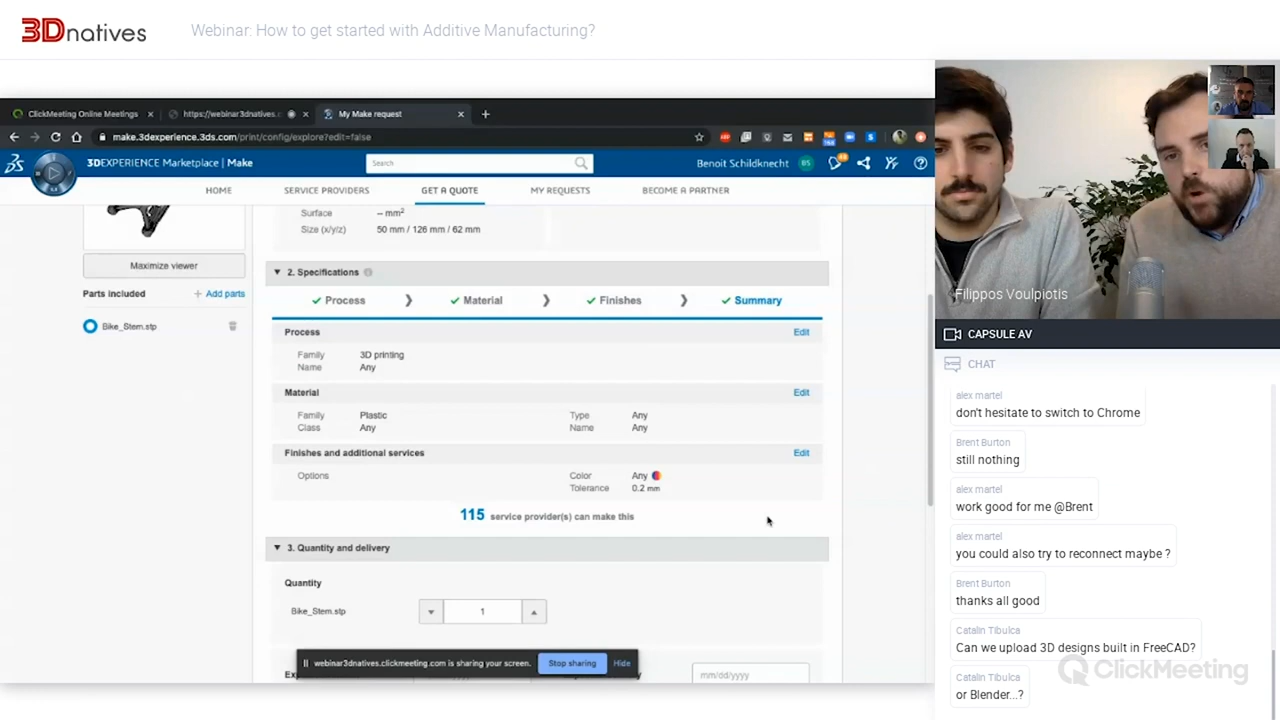 3Dnatives
Webinar: How to get started with Additive Manufacturing?
ClickMeeting Online Meetings
https://webinar3dnatives.c
My Make request
make.3dexperience.3ds.com/print/config/explore?edit=false
3DEXPERIENCE Marketplace | Make
Search
Benoit Schildknecht
BS
HOME
SERVICE PROVIDERS
GET A QUOTE
MY REQUESTS
BECOME A PARTNER
Surface -- mm²
Size (x/y/z) 50 mm / 126 mm / 62 mm
Maximize viewer
Parts included
+ Add parts
Bike_Stem.stp
2. Specifications
Process
Material
Finishes
Summary
Process Edit
Family 3D printing
Name Any
Material Edit
Family Plastic Type Any
Class Any Name Any
Finishes and additional services Edit
Options Color Any
Tolerance 0.2 mm
115 service provider(s) can make this
3. Quantity and delivery
Quantity
Bike_Stem.stp 1
webinar3dnatives.clickmeeting.com is sharing your screen.
Stop sharing
Hide
mm/dd/yyyy
Filippos Voulpiotis
CAPSULE AV
CHAT
alex martel
don't hesitate to switch to Chrome
Brent Burton
still nothing
alex martel
work good for me @Brent
alex martel
you could also try to reconnect maybe ?
Brent Burton
thanks all good
Catalin Tibulca
Can we upload 3D designs built in FreeCAD?
Catalin Tibulca
or Blender...?
ClickMeeting